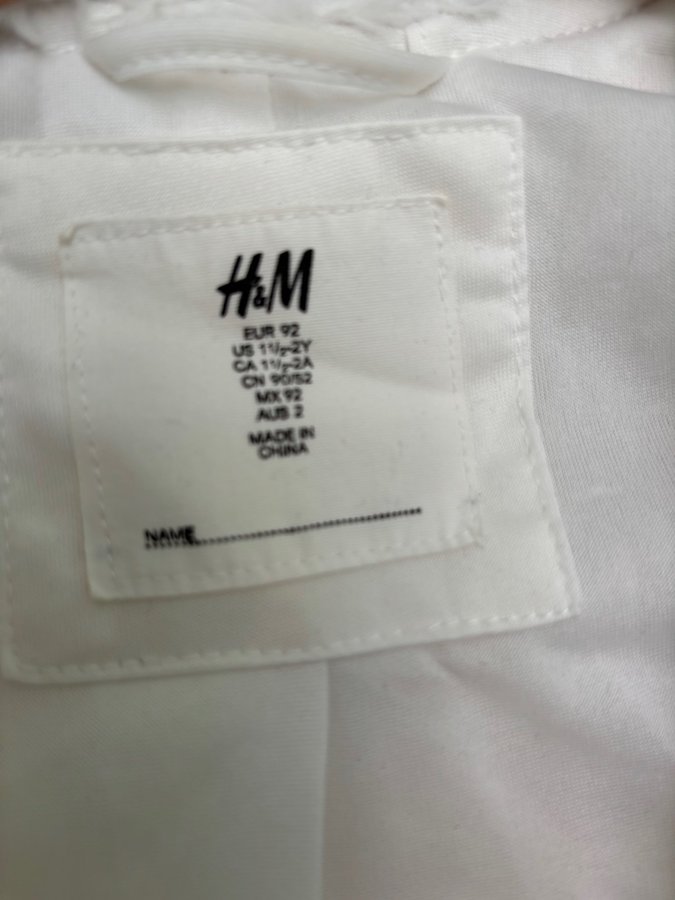 H&M
EUR 92
US 1½-2Y
CA 1½-2A
CN 90/52
MX 92
AUS 2
MADE IN
CHINA
NAME